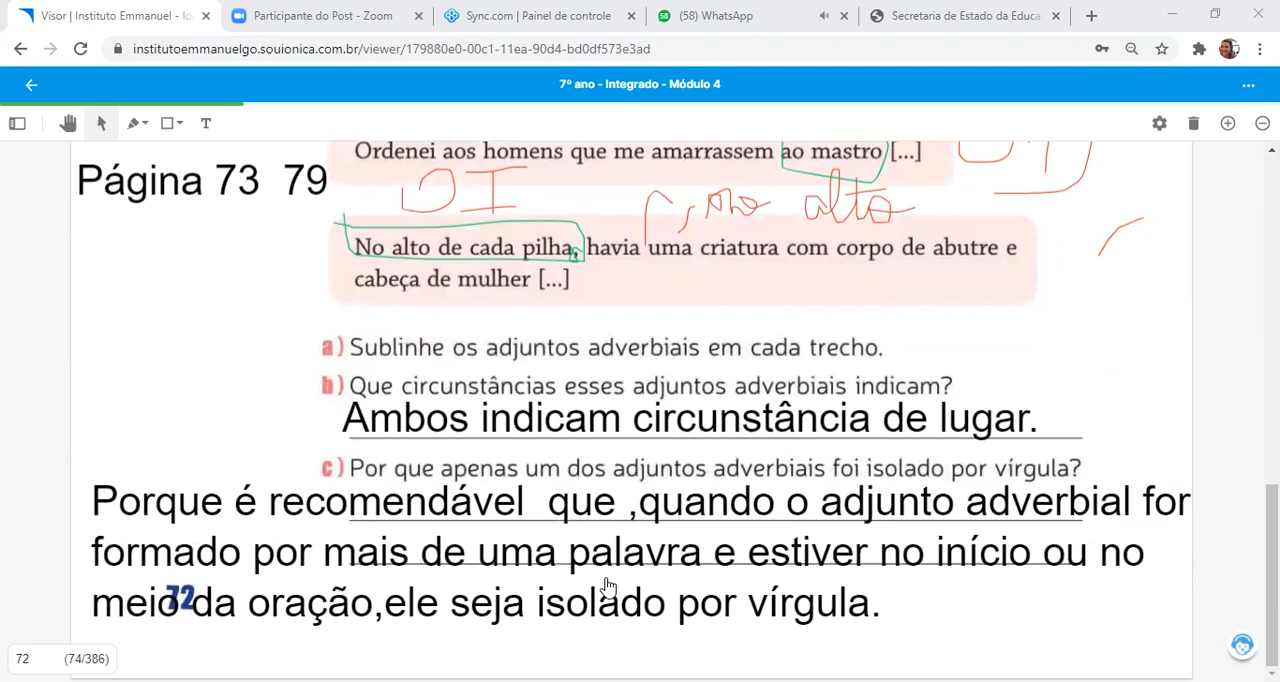 Visor | Instituto Emmanuel - Ion
Participante do Post - Zoom
Sync.com | Painel de controle
58 (58) WhatsApp
Secretaria de Estado da Educa
institutoemmanuelgo.souionica.com.br/viewer/179880e0-00c1-11ea-90d4-bd0df573e3ad
7º ano - Integrado - Módulo 4
T
Ordenei aos homens que me amarrassem ao mastro [...]
Página 73 79
no alto
No alto de cada pilha, havia uma criatura com corpo de abutre e
cabeça de mulher [...]
a) Sublinhe os adjuntos adverbiais em cada trecho.
b) Que circunstâncias esses adjuntos adverbiais indicam?
Ambos indicam circunstância de lugar.
c) Por que apenas um dos adjuntos adverbiais foi isolado por vírgula?
Porque é recomendável que ,quando o adjunto adverbial for
formado por mais de uma palavra e estiver no início ou no
meio da oração,ele seja isolado por vírgula.
72
72 (74/386)